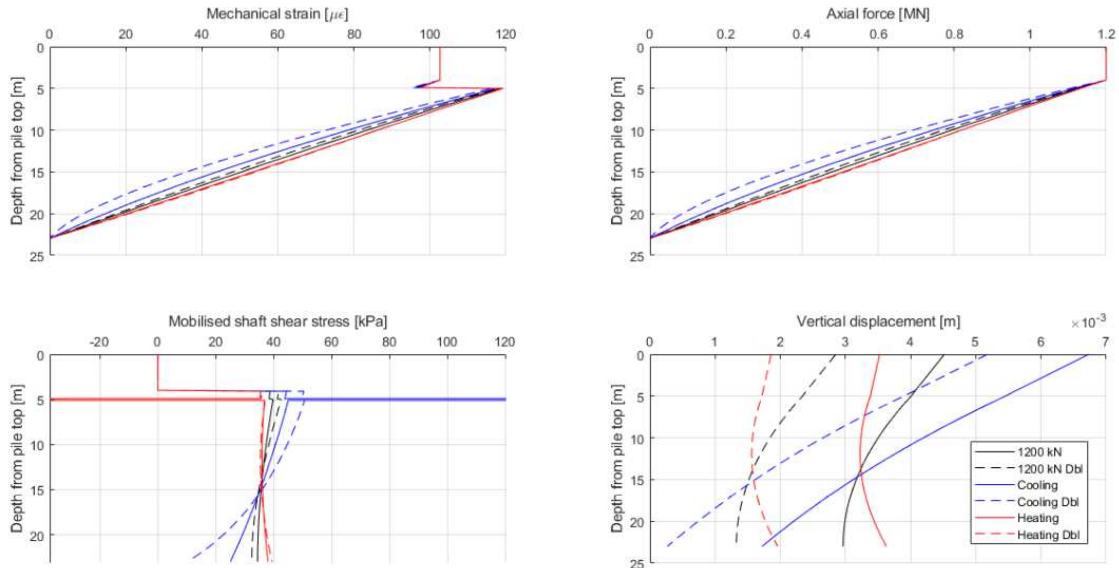 Mechanical strain [με]
0 20 40 60 80 100 120
Depth from pile top [m]
0
5
10
15
20
25
Axial force [MN]
0 0.2 0.4 0.6 0.8 1 1.2
Depth from pile top [m]
0
5
10
15
20
25
Mobilised shaft shear stress [kPa]
-20 0 20 40 60 80 100 120
Depth from pile top [m]
0
5
10
15
20
Vertical displacement [m]
×10⁻³
0 1 2 3 4 5 6 7
Depth from pile top [m]
0
5
10
15
20
25
1200 kN
1200 kN Dbl
Cooling
Cooling Dbl
Heating
Heating Dbl